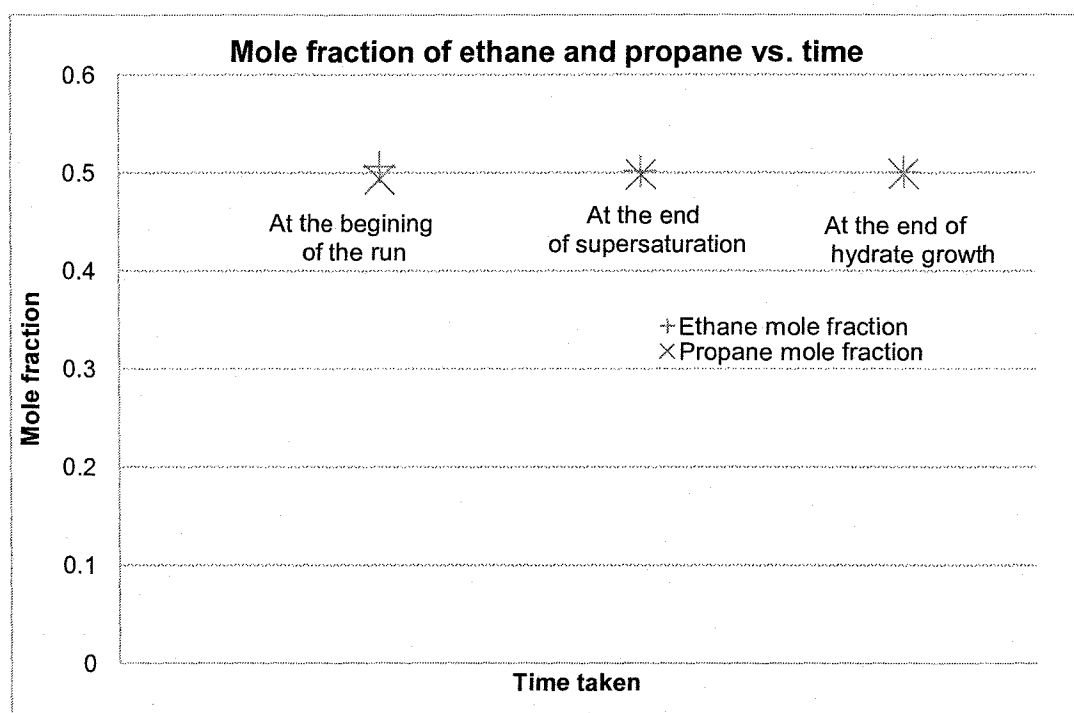 Mole fraction of ethane and propane vs. time
0.6
0.5
0.4
0.3
0.2
0.1
0
Mole fraction
At the begining
of the run
At the end
of supersaturation
At the end of
hydrate growth
+Ethane mole fraction
×Propane mole fraction
Time taken